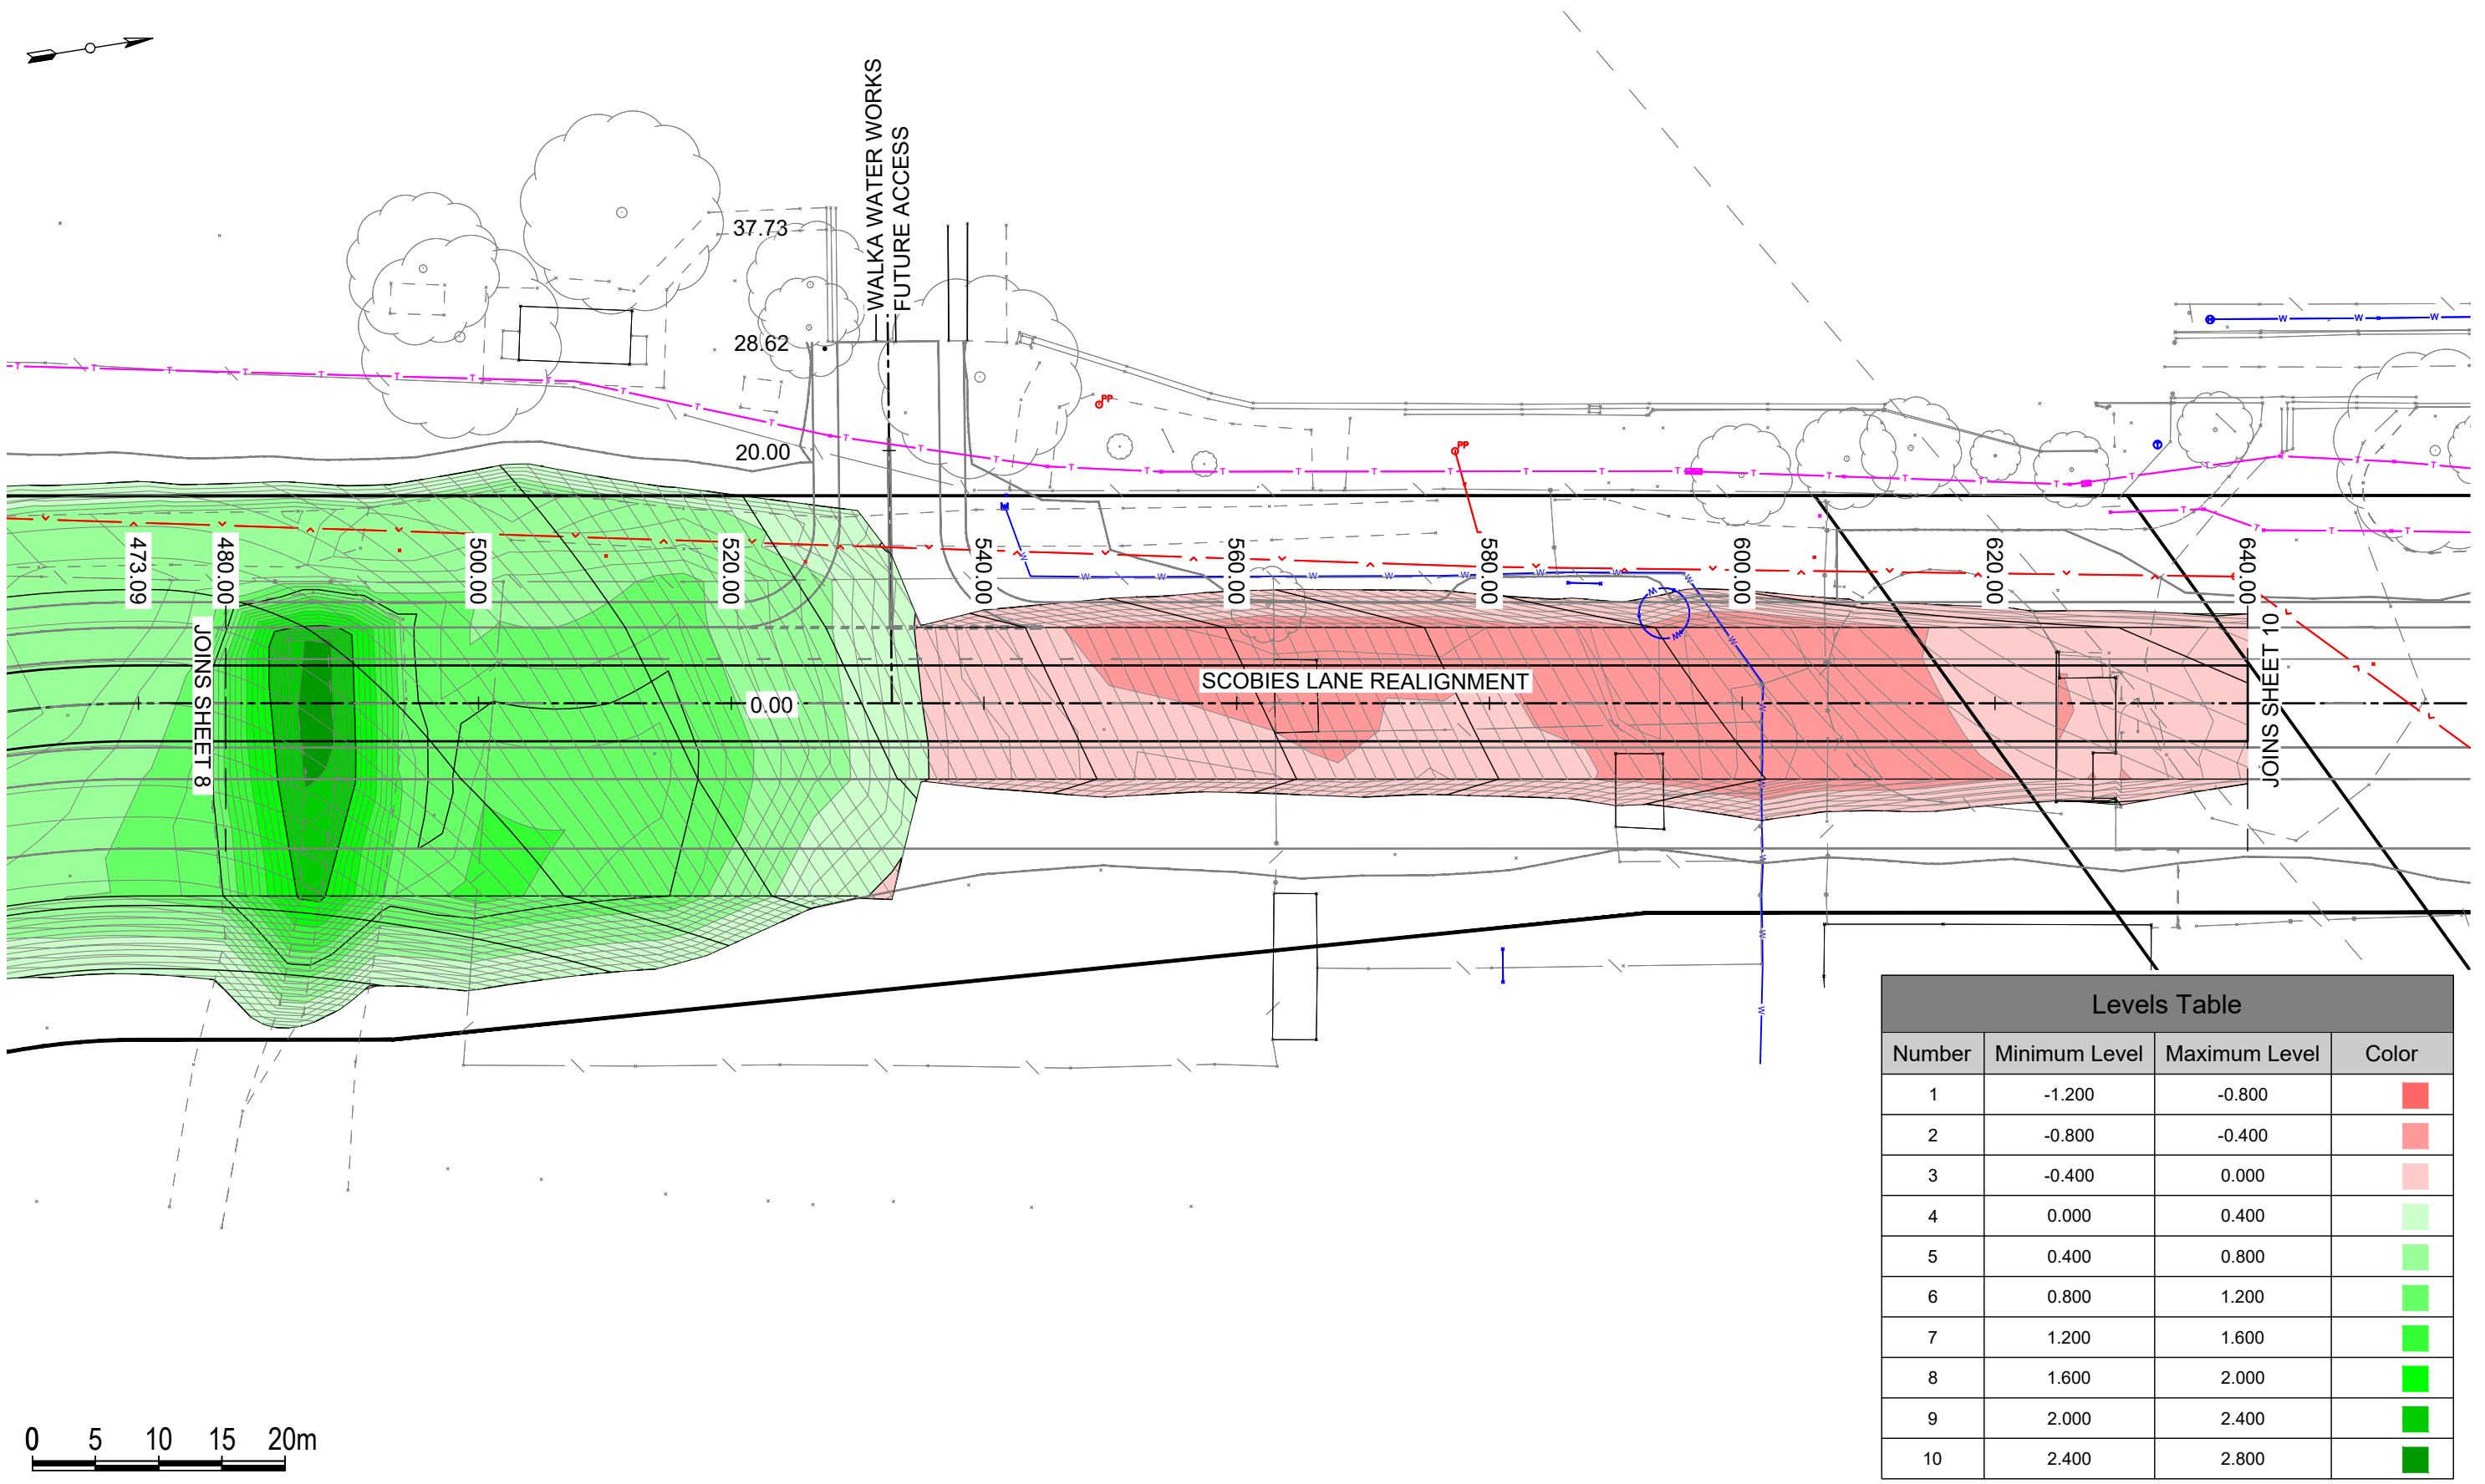 WALKA WATER WORKS
FUTURE ACCESS
37.73
28.62
20.00
0.00
PP
PP
T T T T T T T T T T T T T T T T T T T T T T T T T T T
W W W W W W W W W W W W W W W W
M
473.09
480.00
500.00
520.00
540.00
560.00
580.00
600.00
620.00
640.00
JOINS SHEET 8
SCOBIES LANE REALIGNMENT
JOINS SHEET 10
Levels Table
Number Minimum Level Maximum Level Color
1 -1.200 -0.800
2 -0.800 -0.400
3 -0.400 0.000
4 0.000 0.400
5 0.400 0.800
6 0.800 1.200
7 1.200 1.600
8 1.600 2.000
9 2.000 2.400
10 2.400 2.800
0 5 10 15 20m